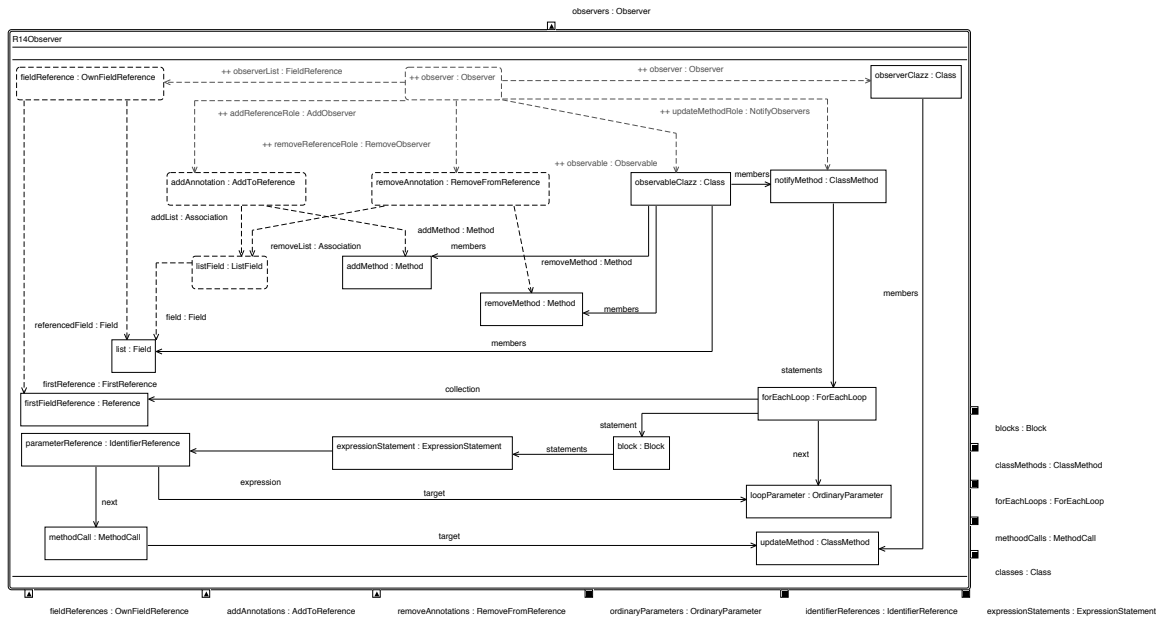 observers : Observer
R14Observer
fieldReference : OwnFieldReference
++ observerList : FieldReference
++ observer : Observer
++ observer : Observer
observerClazz : Class
++ addReferenceRole : AddObserver
++ updateMethodRole : NotifyObservers
++ removeReferenceRole : RemoveObserver
++ observable : Observable
addAnnotation : AddToReference
removeAnnotation : RemoveFromReference
observableClazz : Class
members
notifyMethod : ClassMethod
addList : Association
addMethod : Method
removeList : Association
members
listField : ListField
addMethod : Method
removeMethod : Method
members
removeMethod : Method
members
referencedField : Field
field : Field
list : Field
members
statements
firstReference : FirstReference
collection
firstFieldReference : Reference
forEachLoop : ForEachLoop
statement
blocks : Block
parameterReference : IdentifierReference
expressionStatement : ExpressionStatement
statements
block : Block
next
classMethods : ClassMethod
expression
target
loopParameter : OrdinaryParameter
next
forEachLoops : ForEachLoop
methodCall : MethodCall
target
updateMethod : ClassMethod
methoodCalls : MethodCall
classes : Class
fieldReferences : OwnFieldReference
addAnnotations : AddToReference
removeAnnotations : RemoveFromReference
ordinaryParameters : OrdinaryParameter
identifierReferences : IdentifierReference
expressionStatements : ExpressionStatement